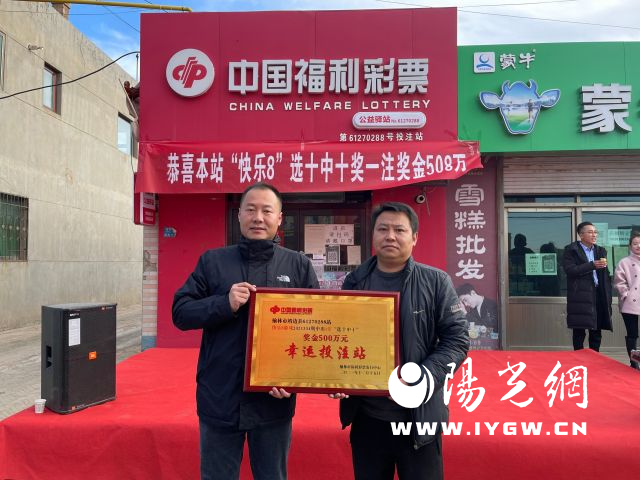 中国福利彩票
CHINA WELFARE LOTTERY
公益驿站 No.61270288
第61270288号投注站
恭喜本站“快乐8”选十中十奖一注奖金508万
蒙牛
蒙
雪糕批发
中国福利彩票
奖金500万元
幸运投注站
JBL
陽光網
WWW.IYGW.CN